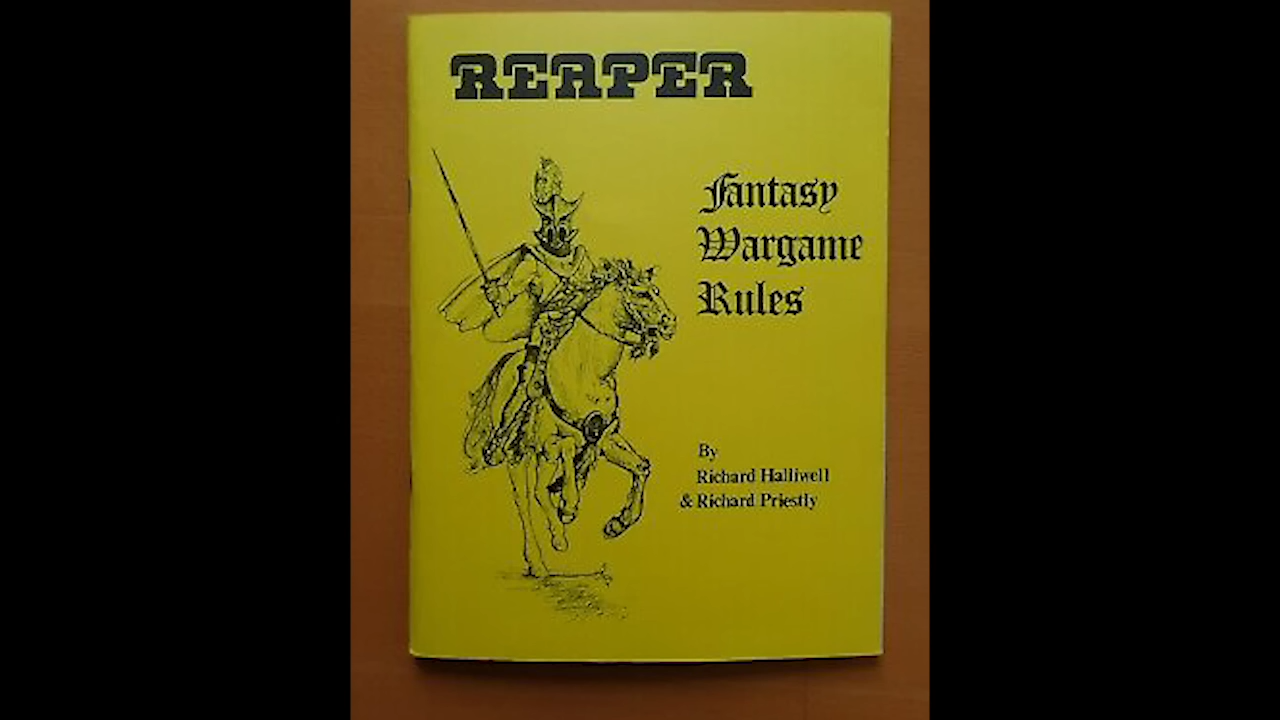 REAPER
Fantasy
Wargame
Rules
By
Richard Halliwell
& Richard Priestly